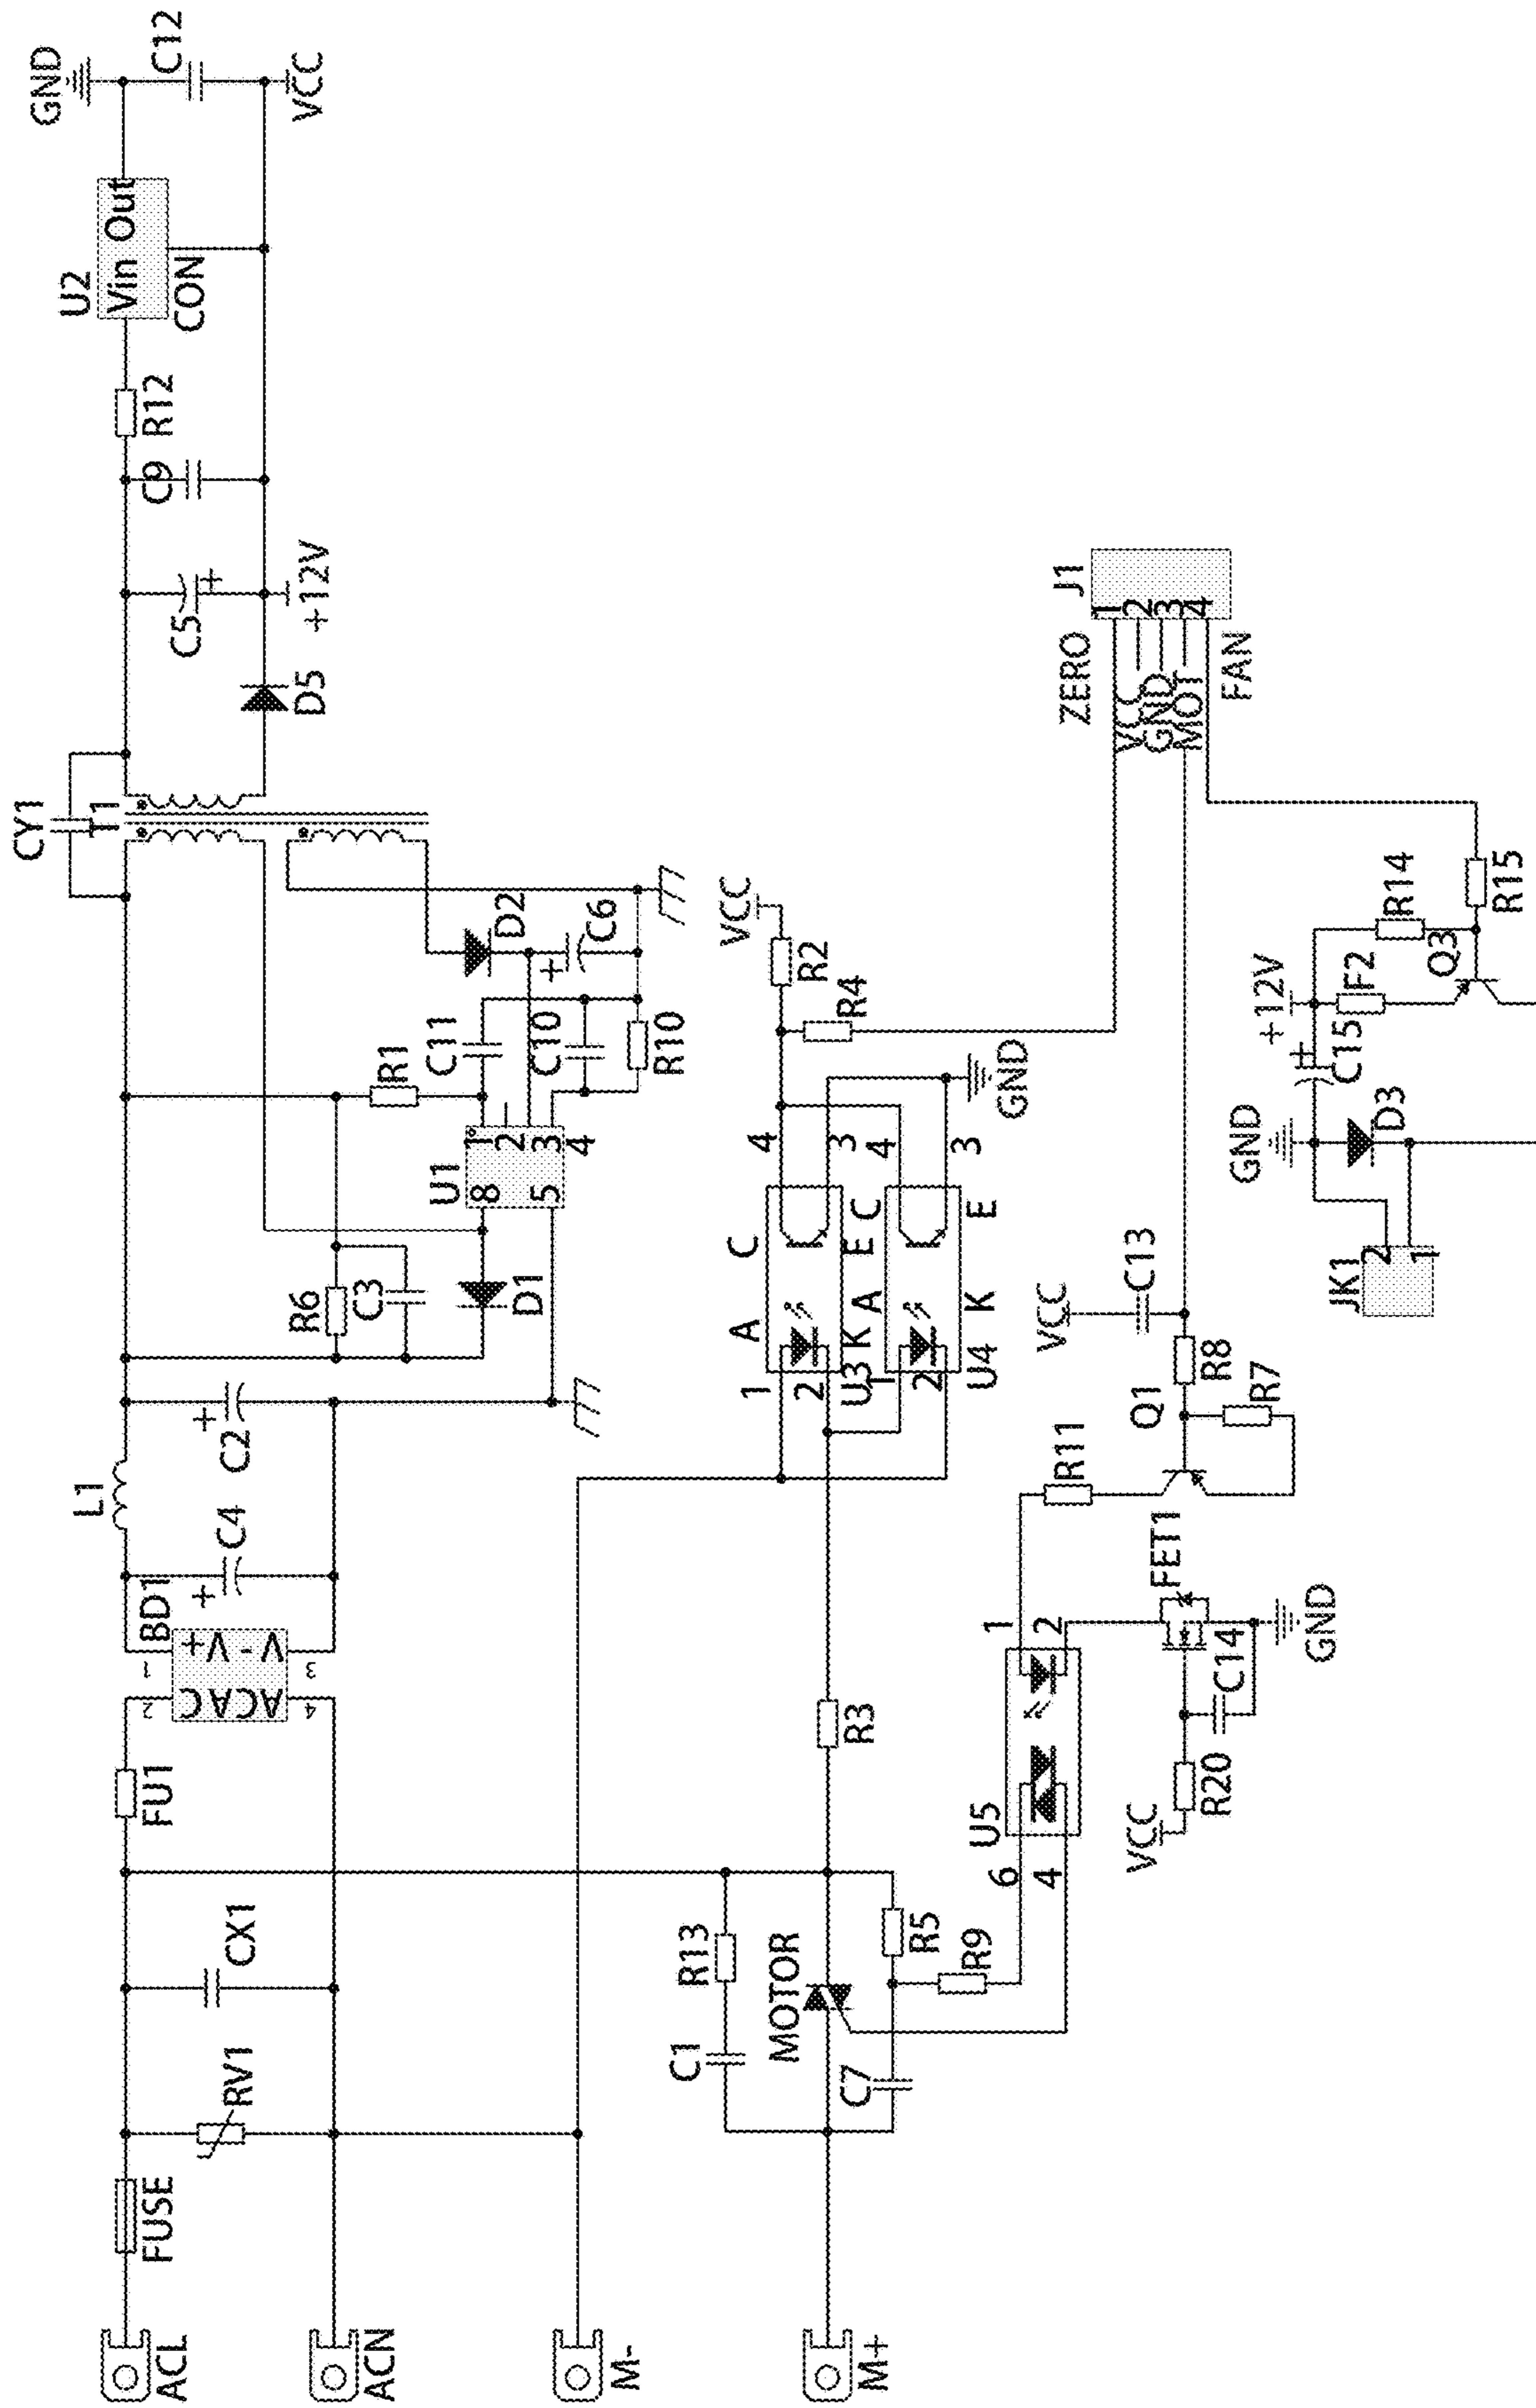 ACL
FUSE
RV1
CX1
FU1
BD1
2
1
ACAC
V-V+
4
3
ACN
L1
C4
+
C2
+
R6
C3
D1
R1
U1
8
5
1
2
3
4
C11
C10
R10
D2
C6
+
CY1
T1
D5
C5
+
+12V
C9
R12
U2
Vin Out
CON
GND
C12
VCC
M-
M+
C1
R13
MOTOR
C7
R5
R9
R3
1
2
A
C
K
E
4
3
U3
1
2
A
C
K
E
4
3
U4
GND
VCC
R2
R4
U5
6
4
1
2
VCC
R20
C14
FET1
GND
R11
Q1
R7
R8
VCC
C13
ZERO
VCC
GND
MOT
FAN
J1
1
2
3
4
JK1
2
1
GND
D3
C15
+
+12V
F2
Q3
R14
R15